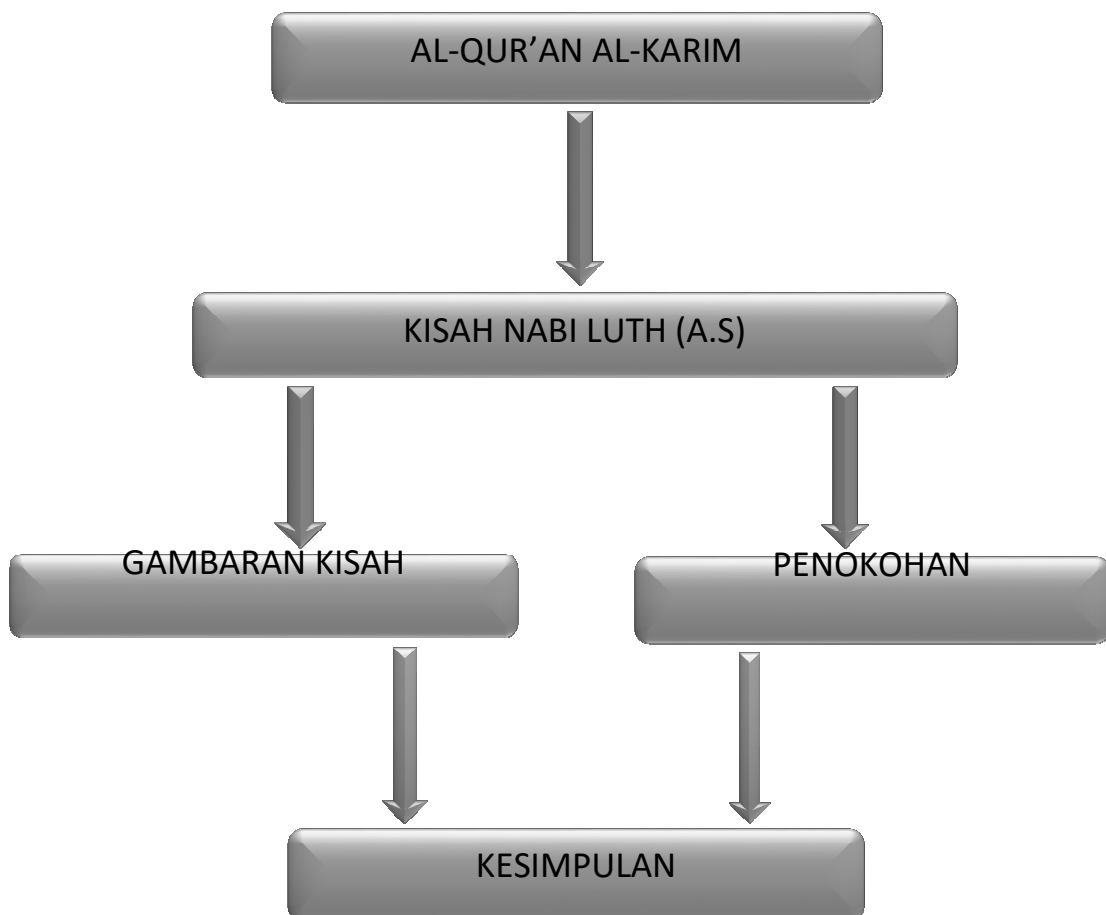 AL-QUR’AN AL-KARIM
KISAH NABI LUTH (A.S)
GAMBARAN KISAH
PENOKOHAN
KESIMPULAN